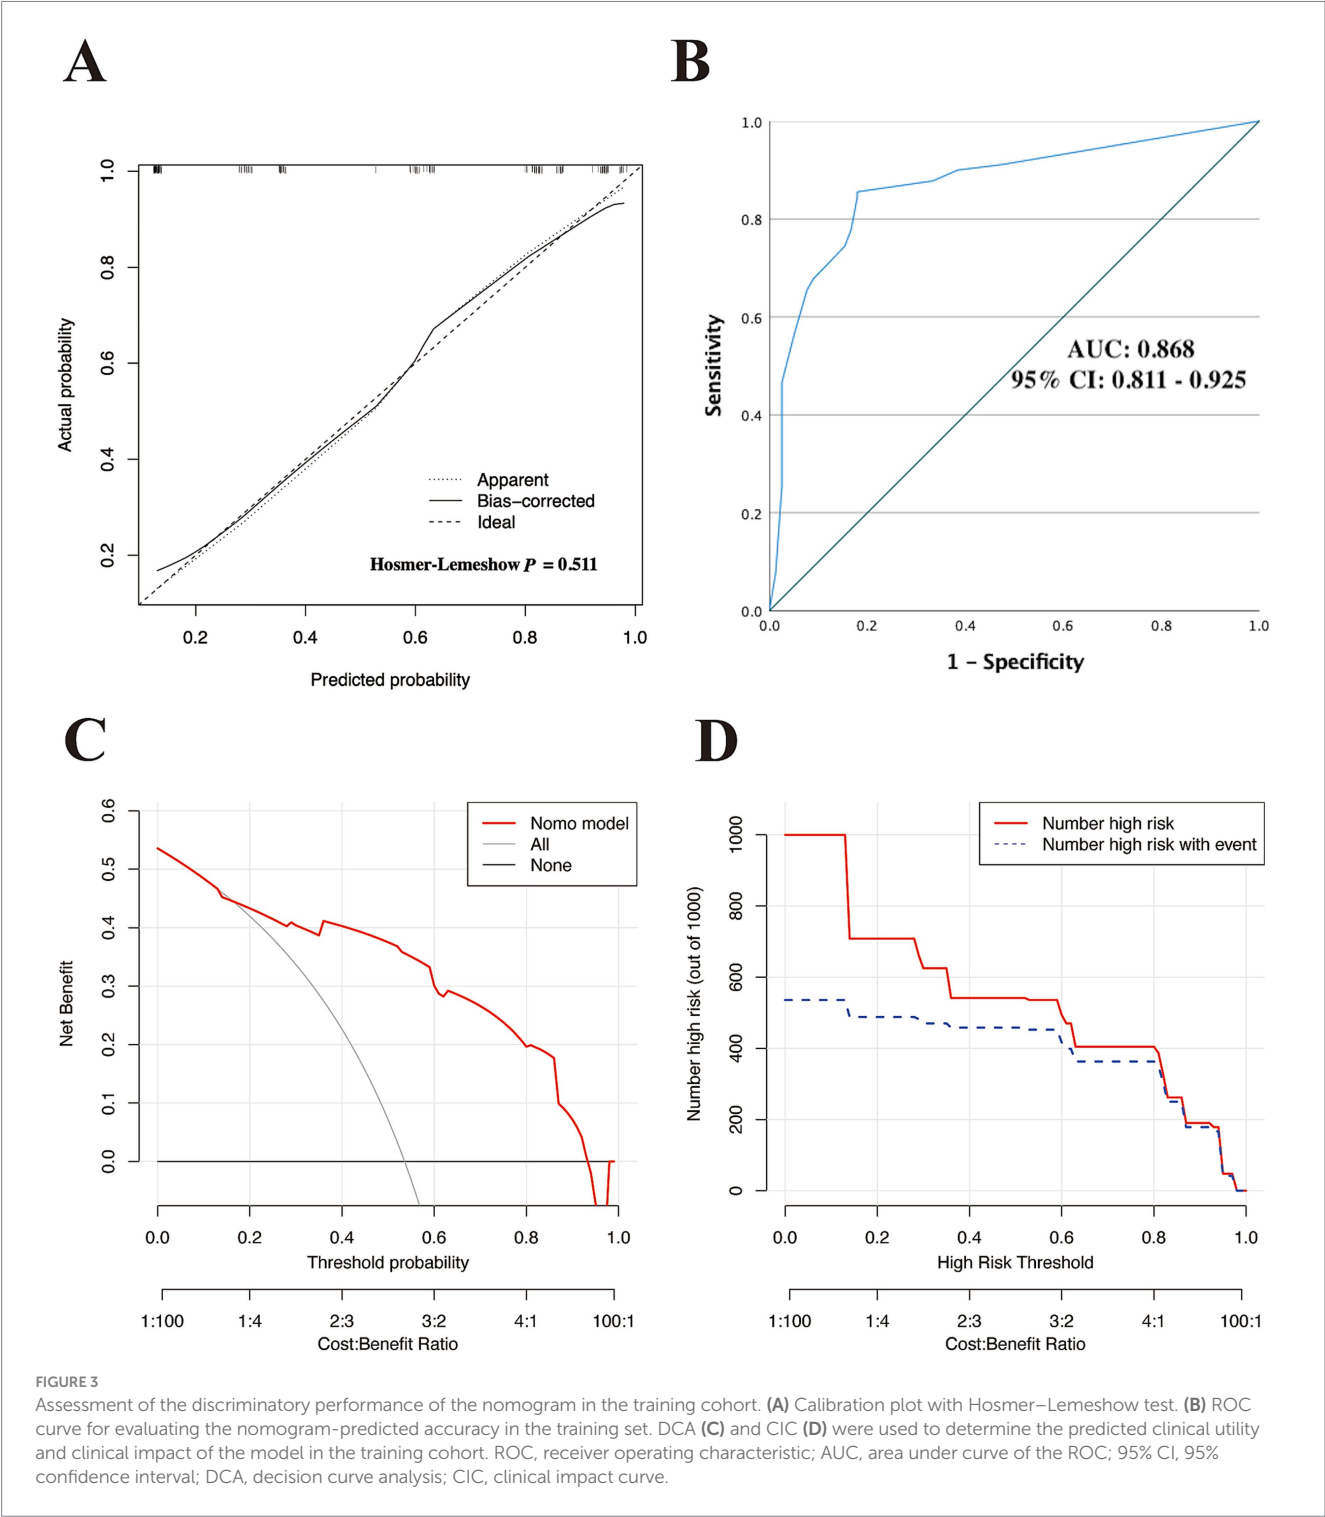 A
B
1.0
0.8
0.6
0.4
0.2
Actual probability
0.2
0.4
0.6
0.8
1.0
Predicted probability
Apparent
Bias–corrected
Ideal
Hosmer-Lemeshow P = 0.511
1.0
0.8
0.6
0.4
0.2
0.0
Sensitivity
0.0
0.2
0.4
0.6
0.8
1.0
1 – Specificity
AUC: 0.868
95% CI: 0.811 - 0.925
C
D
0.6
0.5
0.4
0.3
0.2
0.1
0.0
Net Benefit
Nomo model
All
None
0.0
0.2
0.4
0.6
0.8
1.0
Threshold probability
1:100
1:4
2:3
3:2
4:1
100:1
Cost:Benefit Ratio
1000
800
600
400
200
0
Number high risk (out of 1000)
Number high risk
Number high risk with event
0.0
0.2
0.4
0.6
0.8
1.0
High Risk Threshold
1:100
1:4
2:3
3:2
4:1
100:1
Cost:Benefit Ratio
FIGURE 3
Assessment of the discriminatory performance of the nomogram in the training cohort. (A) Calibration plot with Hosmer–Lemeshow test. (B) ROC
curve for evaluating the nomogram-predicted accuracy in the training set. DCA (C) and CIC (D) were used to determine the predicted clinical utility
and clinical impact of the model in the training cohort. ROC, receiver operating characteristic; AUC, area under curve of the ROC; 95% CI, 95%
confidence interval; DCA, decision curve analysis; CIC, clinical impact curve.